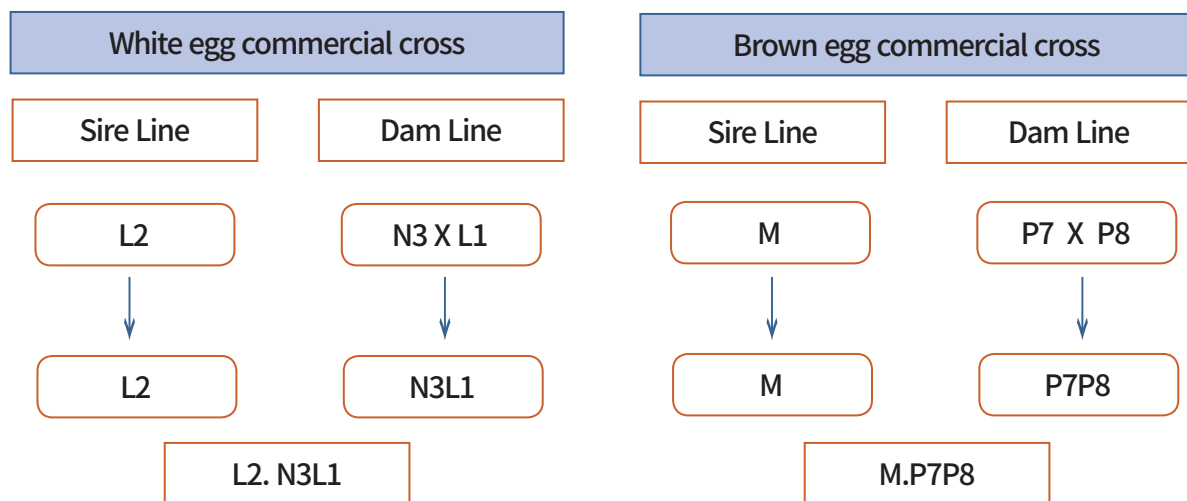 White egg commercial cross
Sire Line
Dam Line
L2
N3 X L1
L2
N3L1
L2. N3L1
Brown egg commercial cross
Sire Line
Dam Line
M
P7 X P8
M
P7P8
M.P7P8